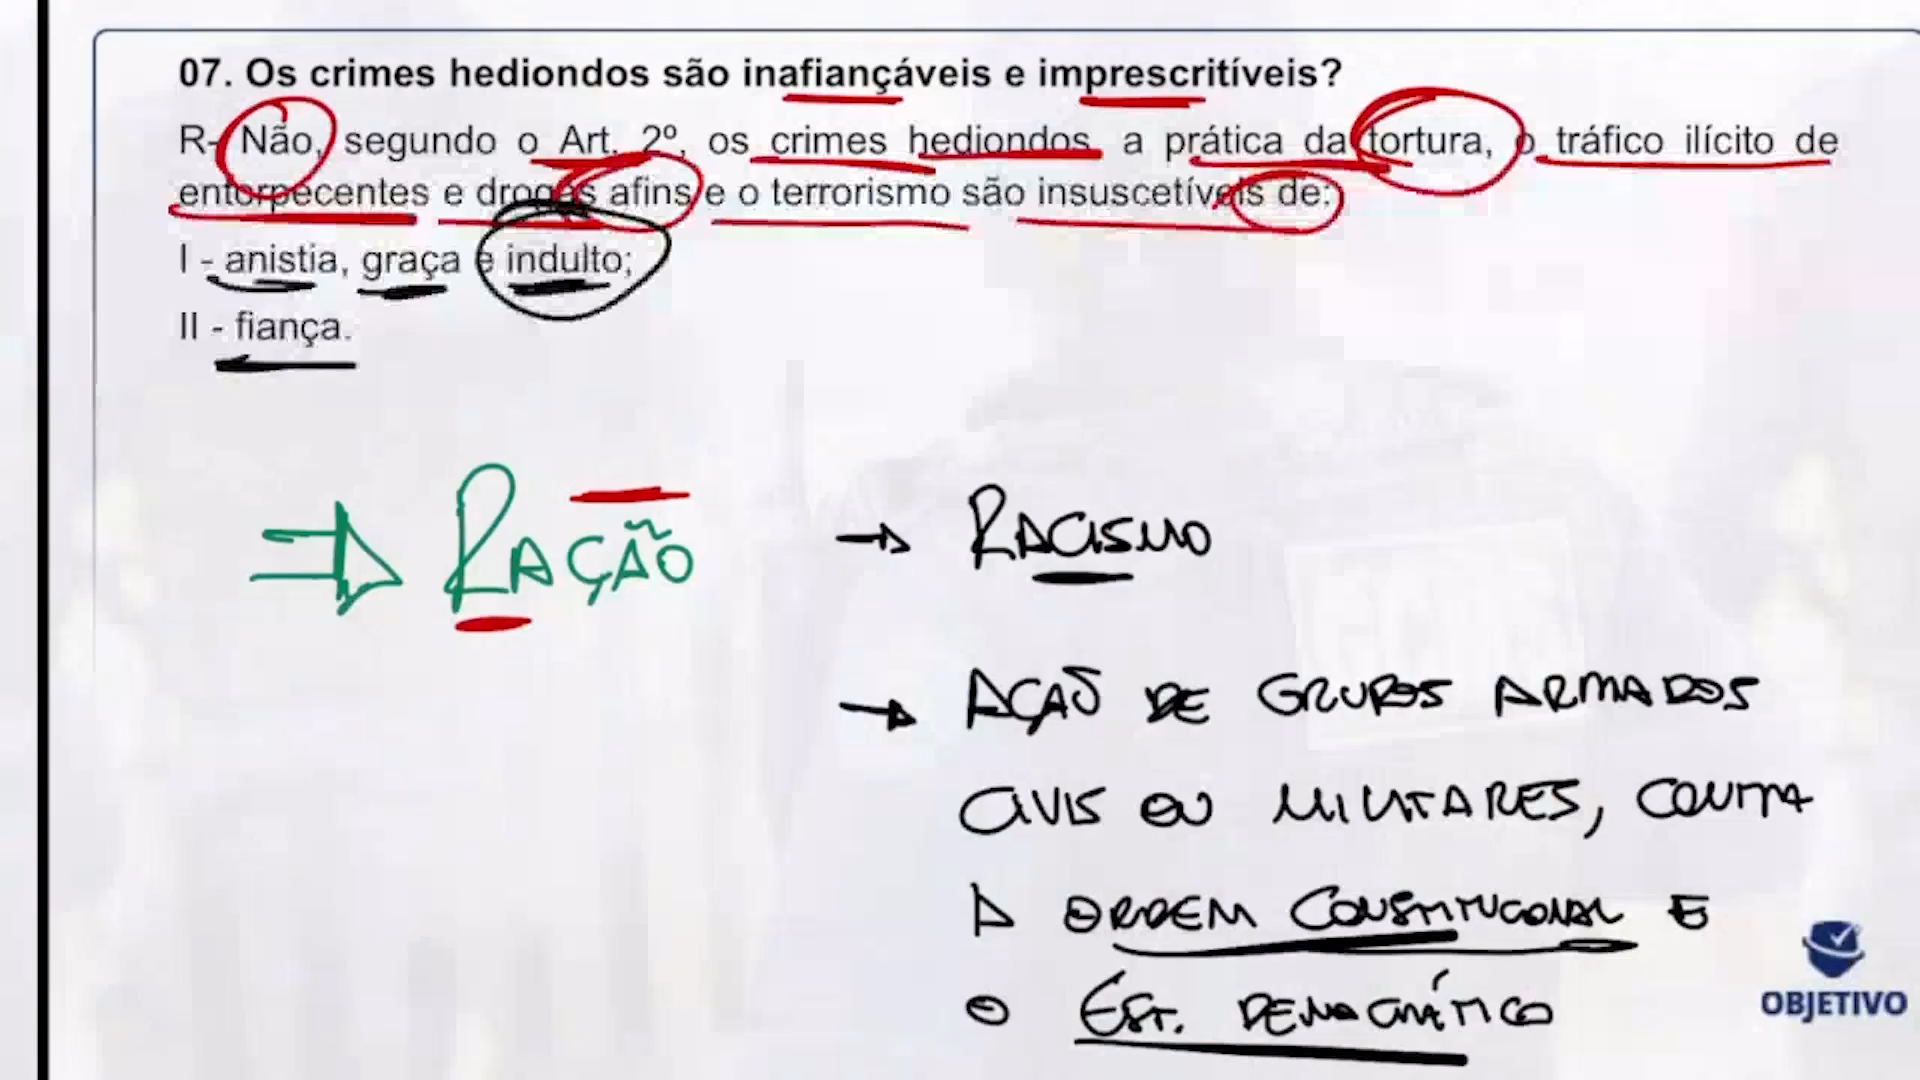 07. Os crimes hediondos são inafiançáveis e imprescritíveis?
R- Não, segundo o Art. 2º, os crimes hediondos, a prática da tortura, o tráfico ilícito de
entorpecentes e drogas afins e o terrorismo são insuscetíveis de:
I - anistia, graça e indulto;
II - fiança.
RAÇÃO
RACISMO
AÇÃO DE GRUPOS ARMADOS
CIVIS OU MILITARES, CONTRA
A ORDEM CONSTITUCIONAL E
O EST. DEMOCRÁTICO
OBJETIVO